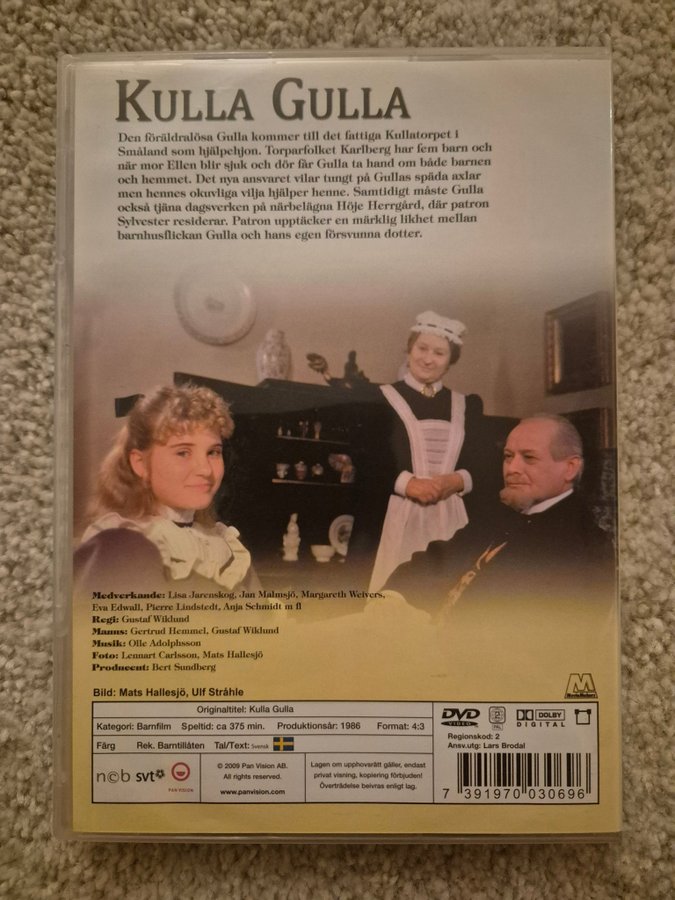 KULLA GULLA
Den föräldralösa Gulla kommer till det fattiga Kullatorpet i
Småland som hjälpehjon. Torparfolket Karlberg har fem barn och
när mor Ellen blir sjuk och dör får Gulla ta hand om både barnen
och hemmet. Det nya ansvaret vilar tungt på Gullas späda axlar
men hennes okuvliga vilja hjälper henne. Samtidigt måste Gulla
också tjäna dagsverken på närbelägna Höje Herrgård, där patron
Sylvester residerar. Patron upptäcker en märklig likhet mellan
barnhusflickan Gulla och hans egen försvunna dotter.
Medverkande: Lisa Jarenskog, Jan Malmsjö, Margareth Weivers,
Eva Edwall, Pierre Lindstedt, Anja Schmidt m fl
Regi: Gustaf Wiklund
Manus: Gertrud Hemmel, Gustaf Wiklund
Musik: Olle Adolphsson
Foto: Lennart Carlsson, Mats Hallesjö
Producent: Bert Sundberg
Bild: Mats Hallesjö, Ulf Stråhle
M
MovieMakers
Originaltitel: Kulla Gulla
Kategori: Barnfilm Speltid: ca 375 min. Produktionsår: 1986 Format: 4:3
Färg Rek. Barntillåten Tal/Text: Svensk
DVD VIDEO
2
PAL
DOLBY DIGITAL
Regionskod: 2
Ansv.utg: Lars Brodal
ncb svt
PAN VISION
© 2009 Pan Vision AB.
All rights reserved.
www.panvision.com
Lagen om upphovsrätt gäller, endast
privat visning, kopiering förbjuden!
Överträdelse beivras enligt lag.
7 391970 030696